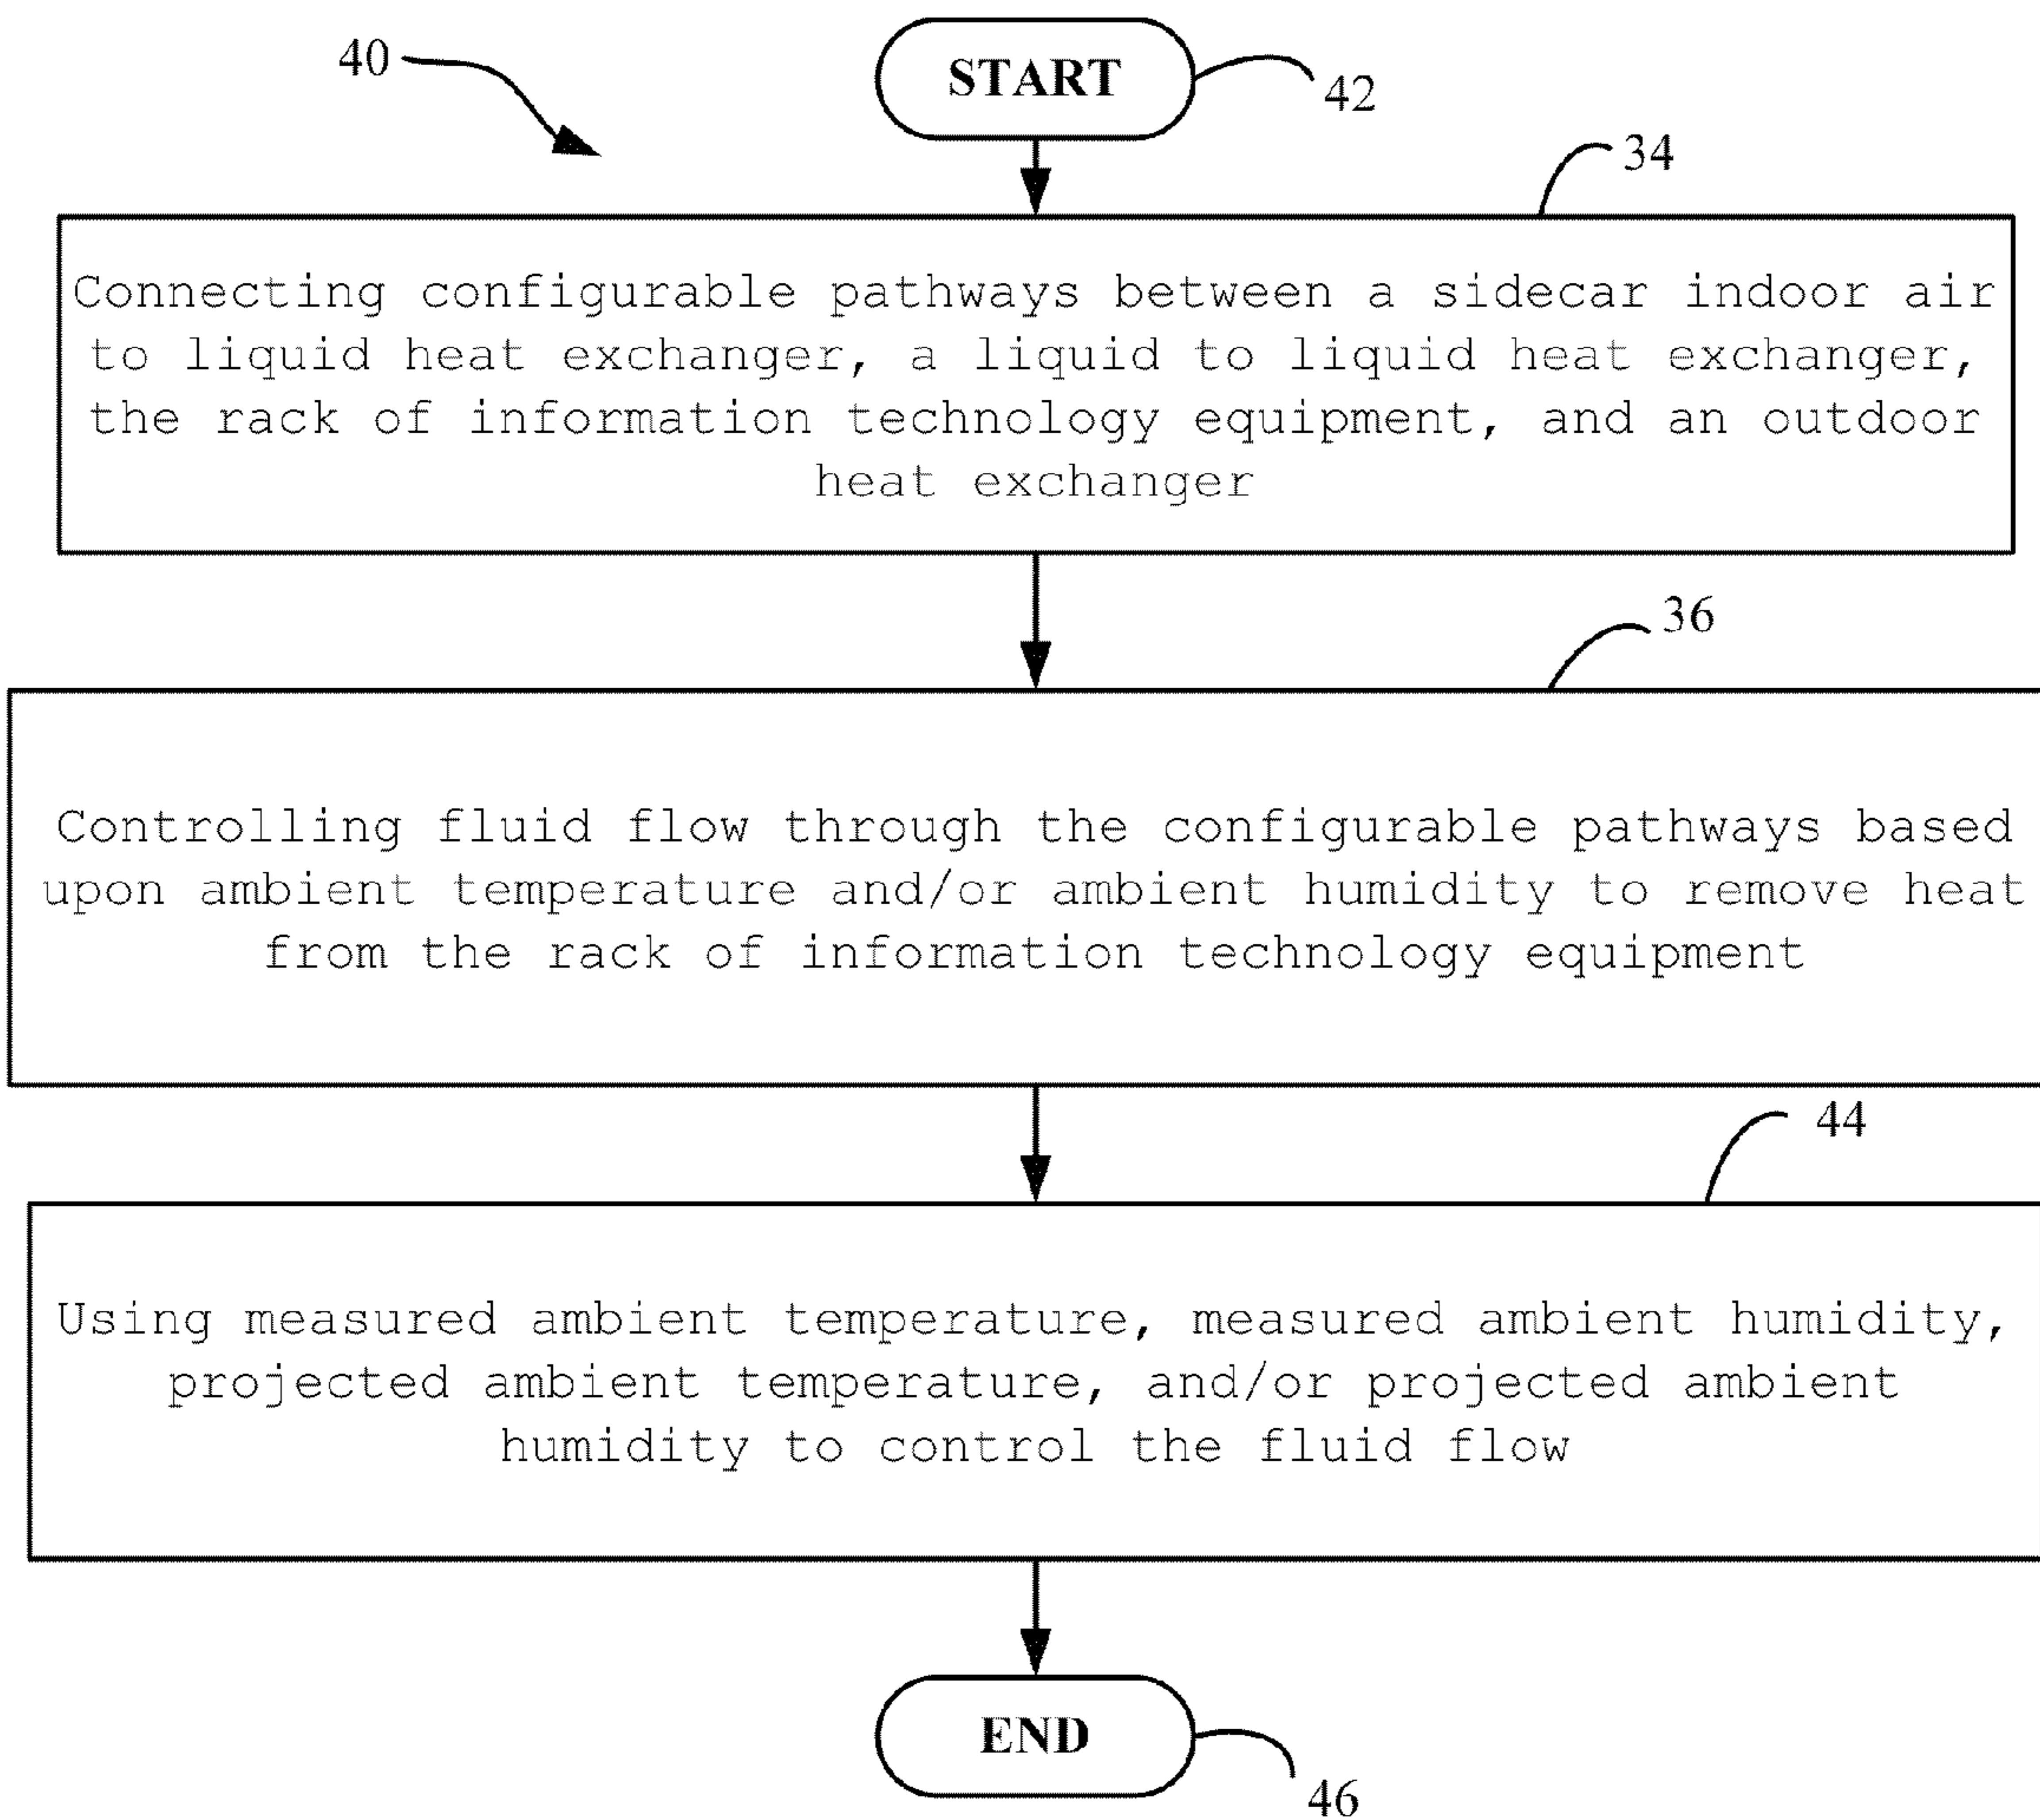 40
START
42
34
Connecting configurable pathways between a sidecar indoor air
to liquid heat exchanger, a liquid to liquid heat exchanger,
the rack of information technology equipment, and an outdoor
heat exchanger
36
Controlling fluid flow through the configurable pathways based
upon ambient temperature and/or ambient humidity to remove heat
from the rack of information technology equipment
44
Using measured ambient temperature, measured ambient humidity,
projected ambient temperature, and/or projected ambient
humidity to control the fluid flow
END
46